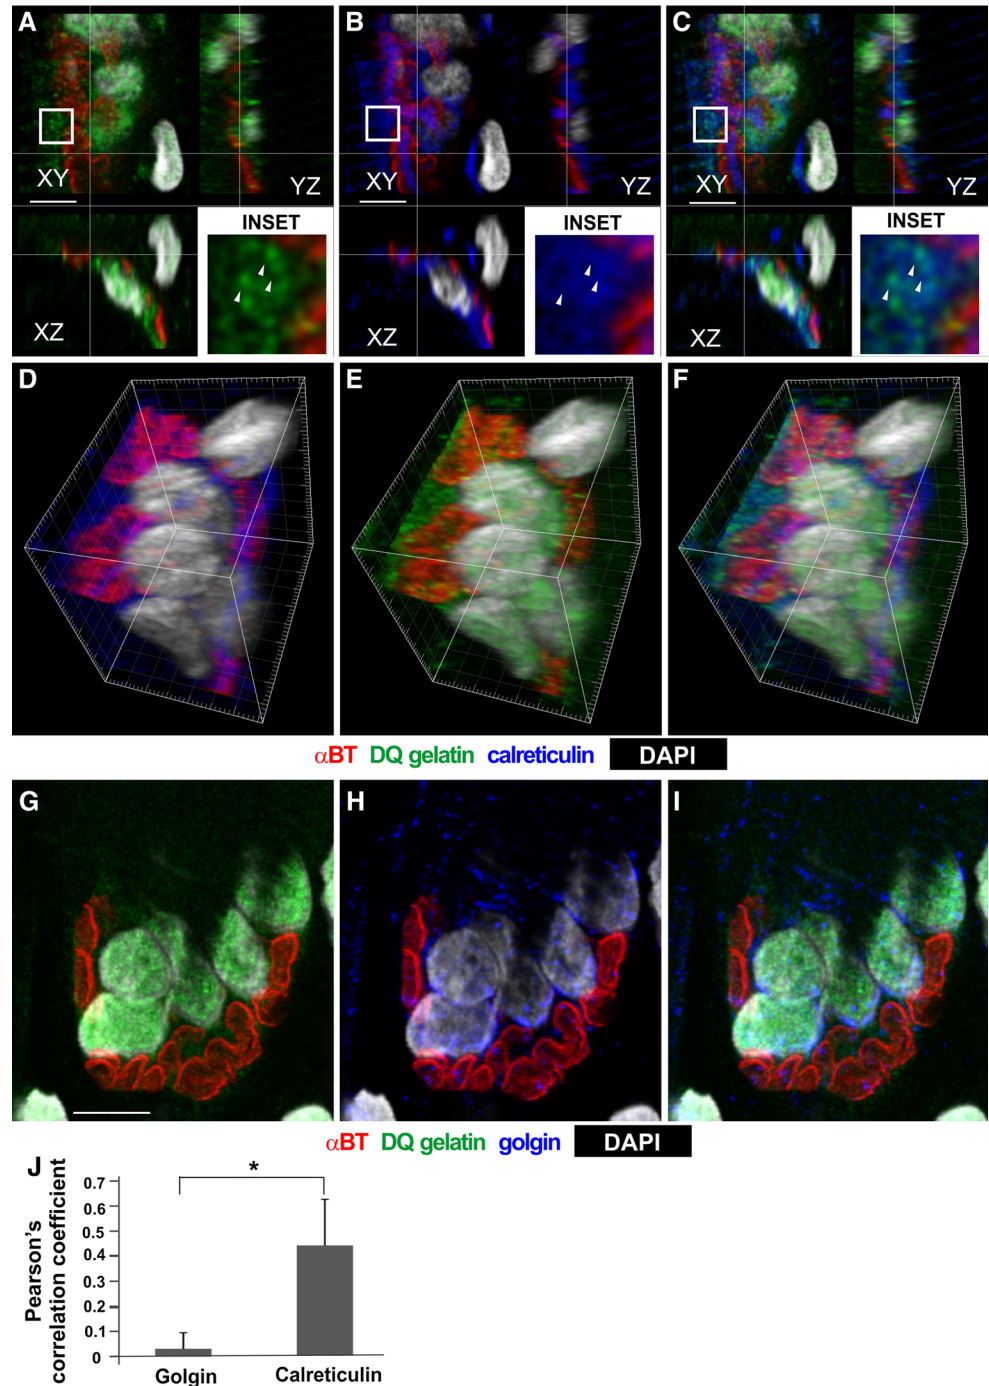 A
XY
YZ
XZ
INSET
B
XY
YZ
XZ
INSET
C
XY
YZ
XZ
INSET
D
E
F
αBT DQ gelatin calreticulin DAPI
G
H
I
αBT DQ gelatin golgin DAPI
J
Pearson's
correlation coefficient
0.7
0.6
0.5
0.4
0.3
0.2
0.1
0
*
Golgin
Calreticulin